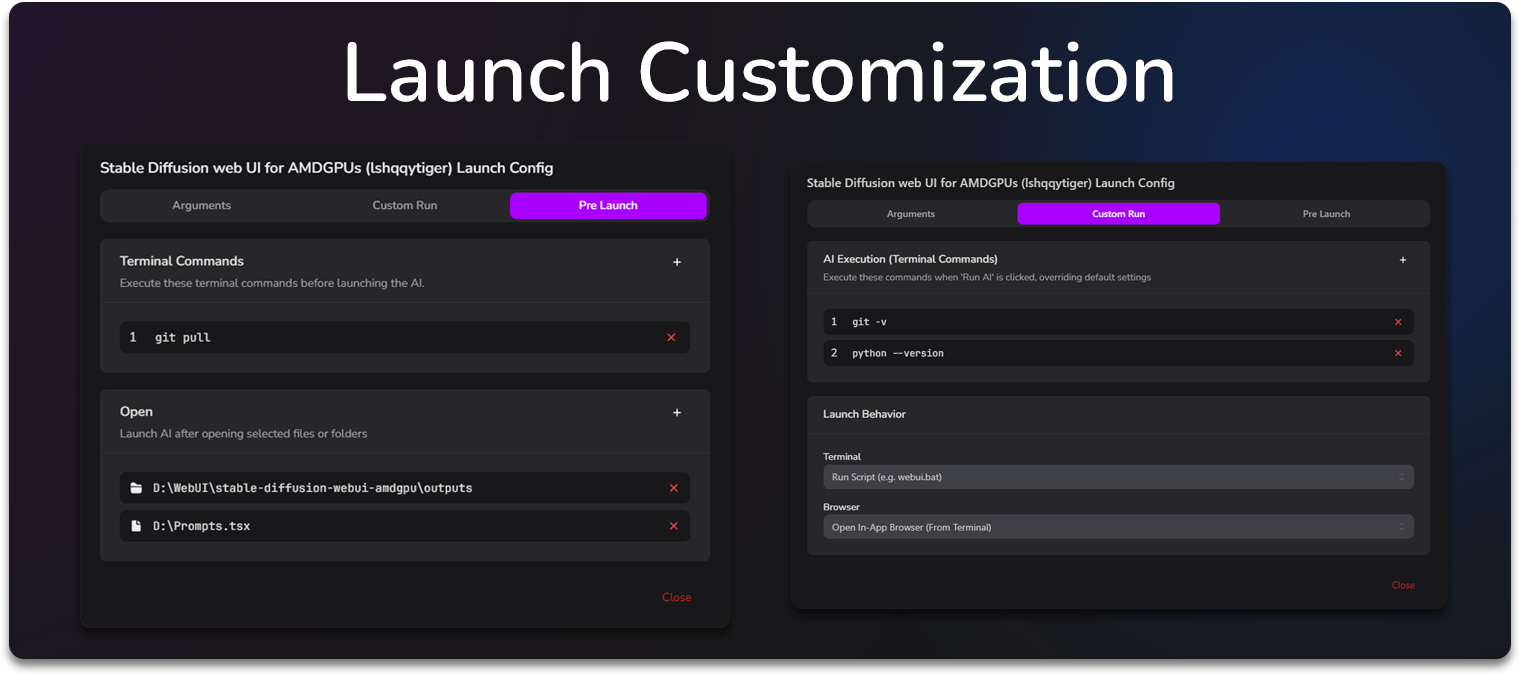 Launch Customization
Stable Diffusion web UI for AMDGPUs (lshqqytiger) Launch Config
Arguments
Custom Run
Pre Launch
Terminal Commands
+
Execute these terminal commands before launching the AI.
1 git pull
Open
+
Launch AI after opening selected files or folders
D:\WebUI\stable-diffusion-webui-amdgpu\outputs
D:\Prompts.tsx
Close
Stable Diffusion web UI for AMDGPUs (lshqqytiger) Launch Config
Arguments
Custom Run
Pre Launch
AI Execution (Terminal Commands)
+
Execute these commands when 'Run AI' is clicked, overriding default settings
1 git -v
2 python --version
Launch Behavior
Terminal
Run Script (e.g. webui.bat)
Browser
Open In-App Browser (From Terminal)
Close